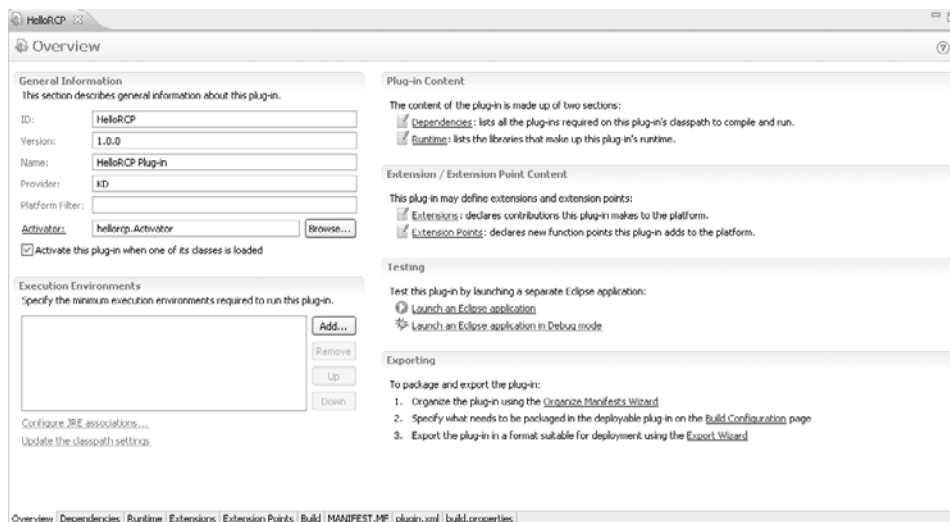 HelloRCP
Overview
General Information
This section describes general information about this plug-in.
ID: HelloRCP
Version: 1.0.0
Name: HelloRCP Plug-in
Provider: KD
Platform Filter:
Activator: hellorcp.Activator Browse...
Activate this plug-in when one of its classes is loaded
Execution Environments
Specify the minimum execution environments required to run this plug-in.
Add...
Remove
Up
Down
Configure JRE associations...
Update the classpath settings
Plug-in Content
The content of the plug-in is made up of two sections:
Dependencies: lists all the plug-ins required on this plug-in's classpath to compile and run.
Runtime: lists the libraries that make up this plug-in's runtime.
Extension / Extension Point Content
This plug-in may define extensions and extension points:
Extensions: declares contributions this plug-in makes to the platform.
Extension Points: declares new function points this plug-in adds to the platform.
Testing
Test this plug-in by launching a separate Eclipse application:
Launch an Eclipse application
Launch an Eclipse application in Debug mode
Exporting
To package and export the plug-in:
1. Organize the plug-in using the Organize Manifests Wizard
2. Specify what needs to be packaged in the deployable plug-in on the Build Configuration page
3. Export the plug-in in a format suitable for deployment using the Export Wizard
Overview Dependencies Runtime Extensions Extension Points Build MANIFEST.MF plugin.xml build.properties